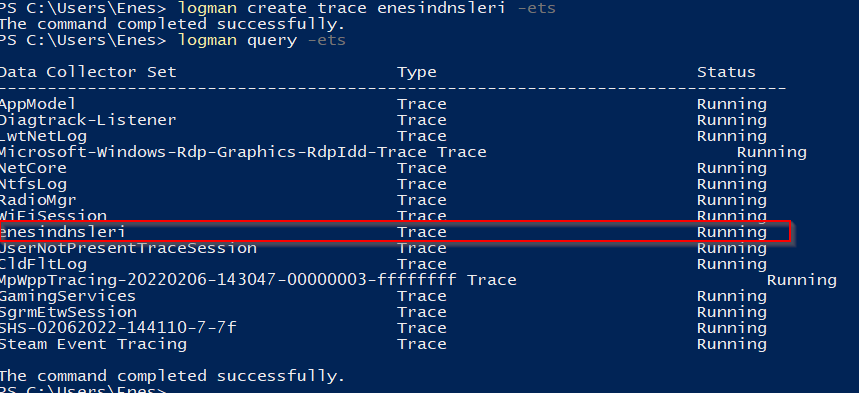 PS C:\Users\Enes> logman create trace enesindnsleri -ets
The command completed successfully.
PS C:\Users\Enes> logman query -ets
Data Collector Set Type Status
-------------------------------------------------------------------------------
AppModel Trace Running
Diagtrack-Listener Trace Running
LwtNetLog Trace Running
Microsoft-Windows-Rdp-Graphics-RdpIdd-Trace Trace Running
NetCore Trace Running
NtfsLog Trace Running
RadioMgr Trace Running
WiFiSession Trace Running
enesindnsleri Trace Running
UserNotPresentTraceSession Trace Running
CldFltLog Trace Running
MpWppTracing-20220206-143047-00000003-ffffffff Trace Running
GamingServices Trace Running
SgrmEtwSession Trace Running
SHS-02062022-144110-7-7f Trace Running
Steam Event Tracing Trace Running
The command completed successfully.
PS C:\Users\Enes>